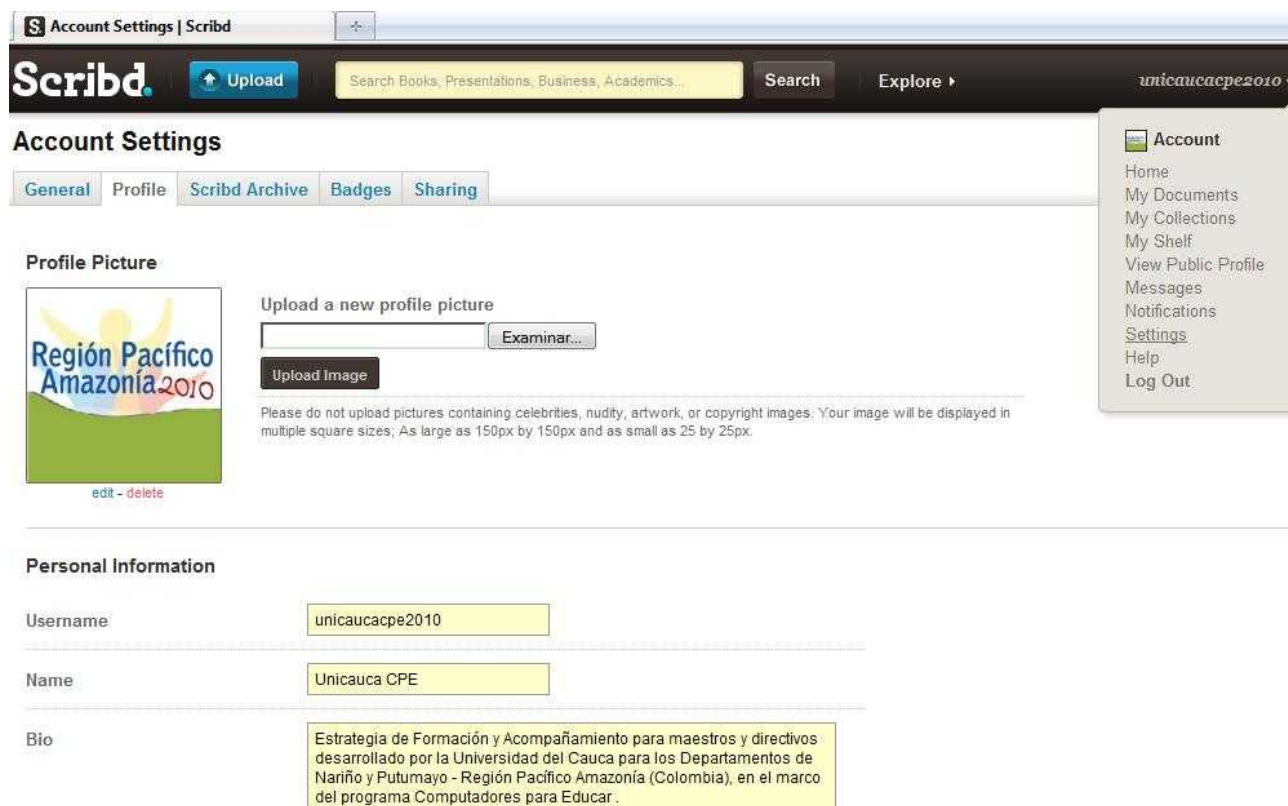 Account Settings | Scribd
Scribd.
Upload
Search Books, Presentations, Business, Academics...
Search
Explore
unicaucacpe2010
Account Settings
General Profile Scribd Archive Badges Sharing
Account
Home
My Documents
My Collections
My Shelf
View Public Profile
Messages
Notifications
Settings
Help
Log Out
Profile Picture
Región Pacífico
Amazonía2010
edit - delete
Upload a new profile picture
Examinar...
Upload Image
Please do not upload pictures containing celebrities, nudity, artwork, or copyright images. Your image will be displayed in
multiple square sizes; As large as 150px by 150px and as small as 25 by 25px.
Personal Information
Username
unicaucacpe2010
Name
Unicauca CPE
Bio
Estrategia de Formación y Acompañamiento para maestros y directivos
desarrollado por la Universidad del Cauca para los Departamentos de
Nariño y Putumayo - Región Pacífico Amazonía (Colombia), en el marco
del programa Computadores para Educar .